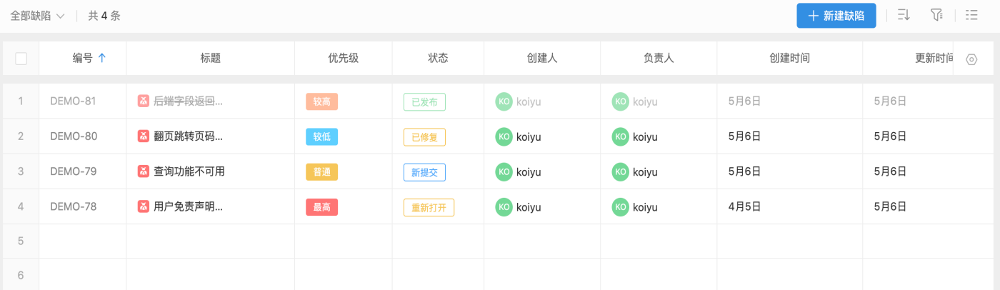 全部缺陷 共 4 条 新建缺陷
编号 标题 优先级 状态 创建人 负责人 创建时间 更新时间
1 DEMO-81 后端字段返回... 较高 已发布 KO koiyu KO koiyu 5月6日 5月6日
2 DEMO-80 翻页跳转页码... 较低 已修复 KO koiyu KO koiyu 5月6日 5月6日
3 DEMO-79 查询功能不可用 普通 新提交 KO koiyu KO koiyu 5月6日 5月6日
4 DEMO-78 用户免责声明... 最高 重新打开 KO koiyu KO koiyu 4月5日 5月6日
5
6